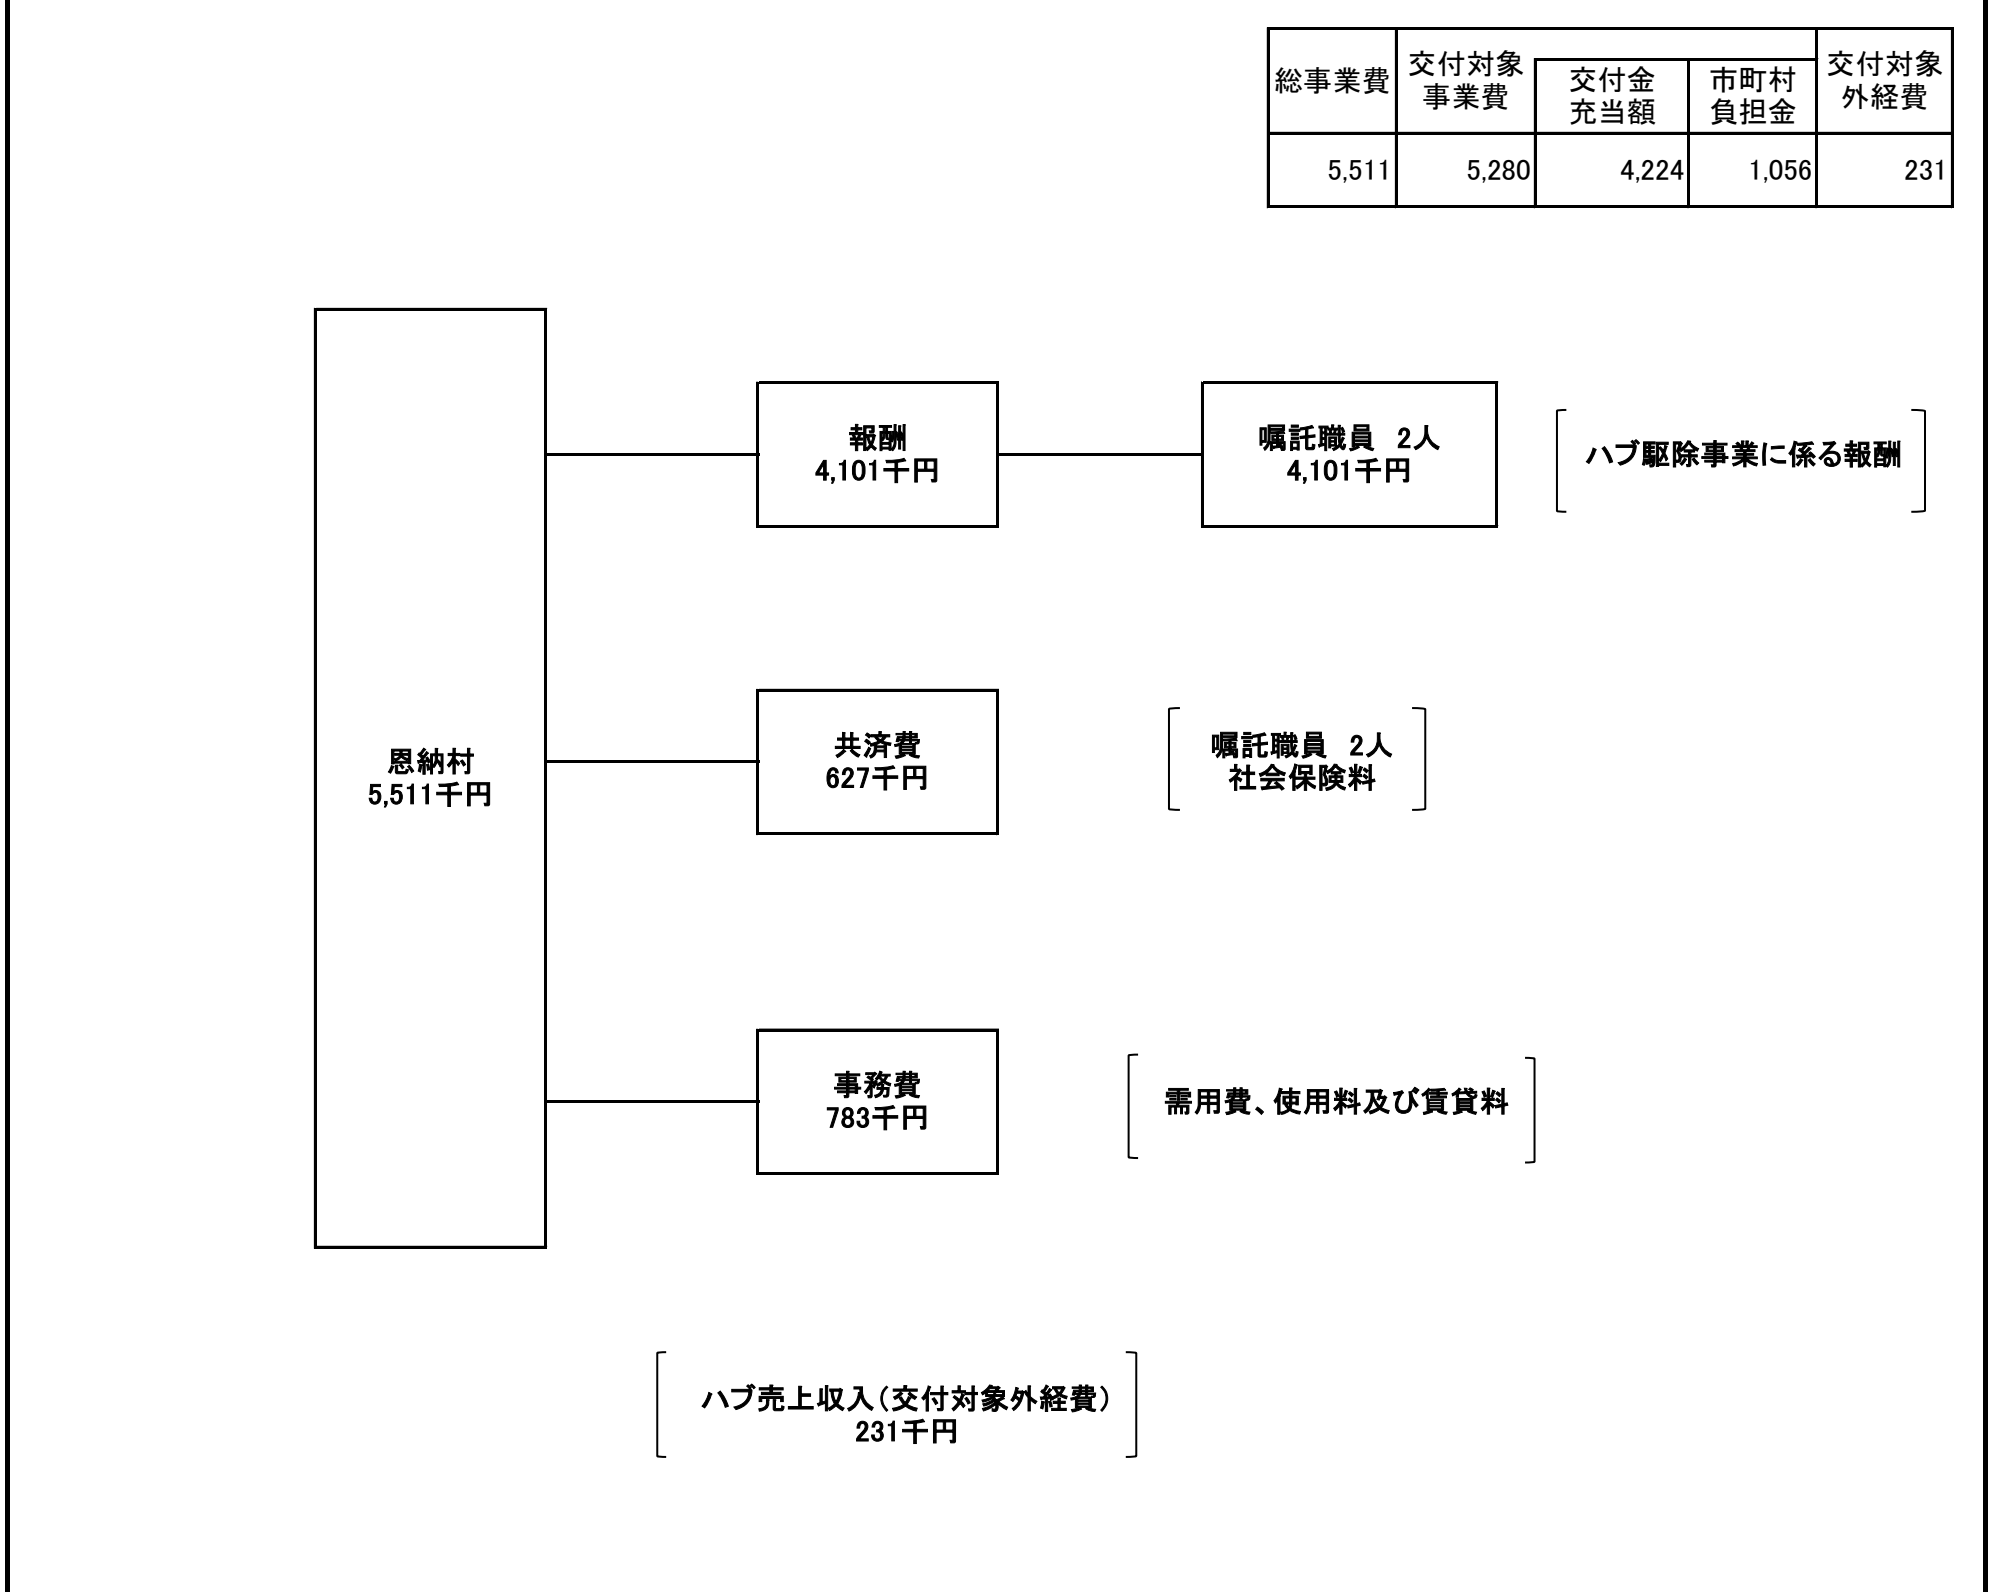 総事業費
交付対象
事業費
交付金
充当額
市町村
負担金
交付対象
外経費
5,511
5,280
4,224
1,056
231
報酬
4,101千円
嘱託職員　2人
4,101千円
ハブ駆除事業に係る報酬
恩納村
5,511千円
共済費
627千円
嘱託職員　2人
社会保険料
事務費
783千円
需用費、使用料及び賃貸料
ハブ売上収入（交付対象外経費）
231千円